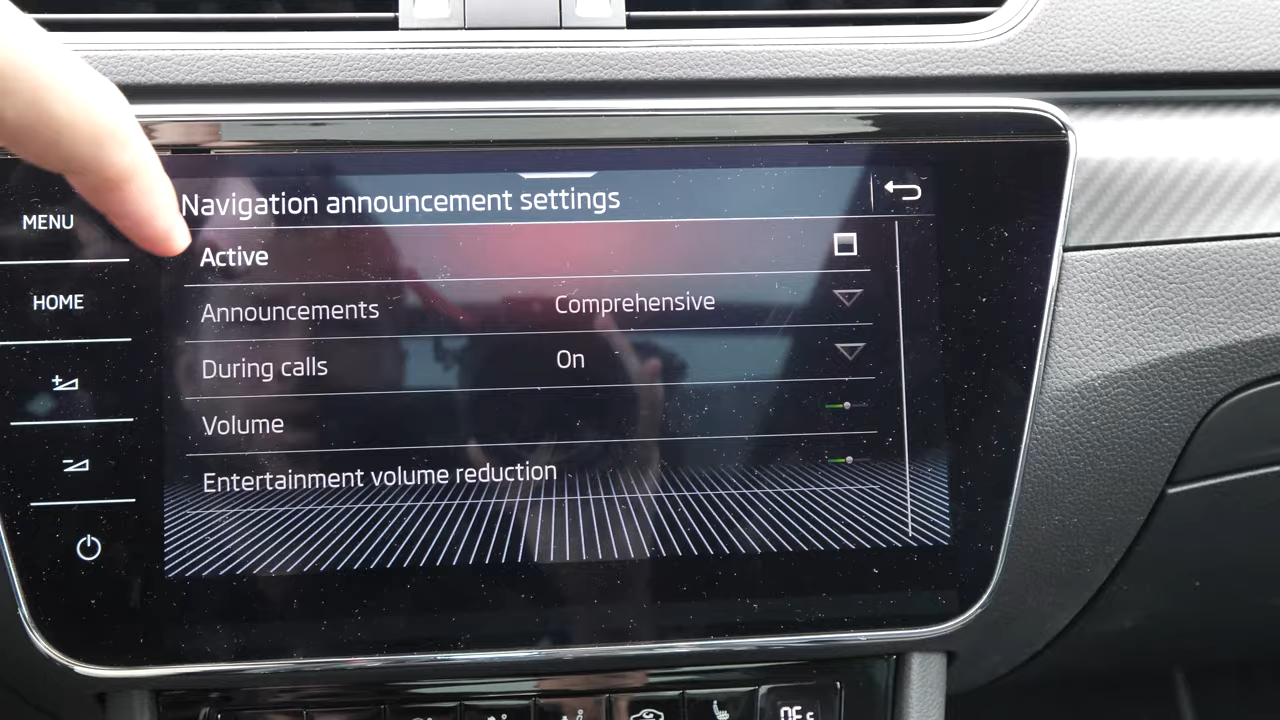 Navigation announcement settings
MENU
Active
HOME
Announcements Comprehensive
During calls On
Volume
Entertainment volume reduction